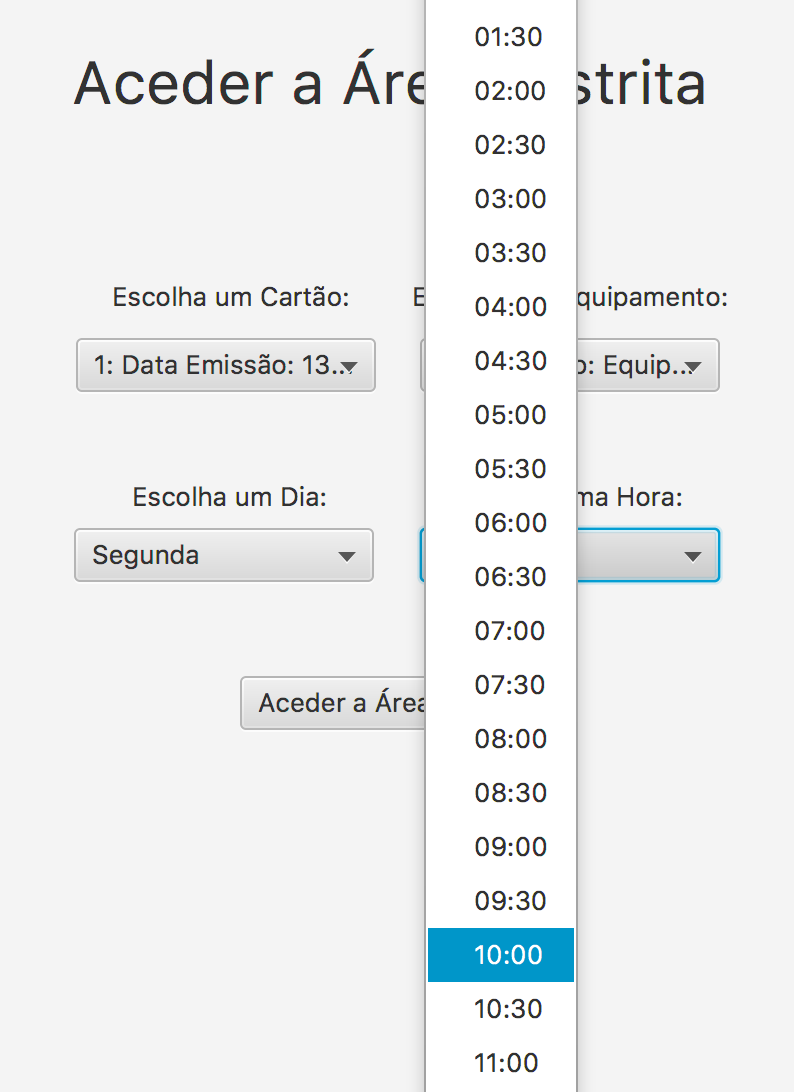 Aceder a Áre strita
Escolha um Cartão:
quipamento:
1: Data Emissão: 13...
: Equip...
Escolha um Dia:
ma Hora:
Segunda
Aceder a Área
01:30
02:00
02:30
03:00
03:30
04:00
04:30
05:00
05:30
06:00
06:30
07:00
07:30
08:00
08:30
09:00
09:30
10:00
10:30
11:00